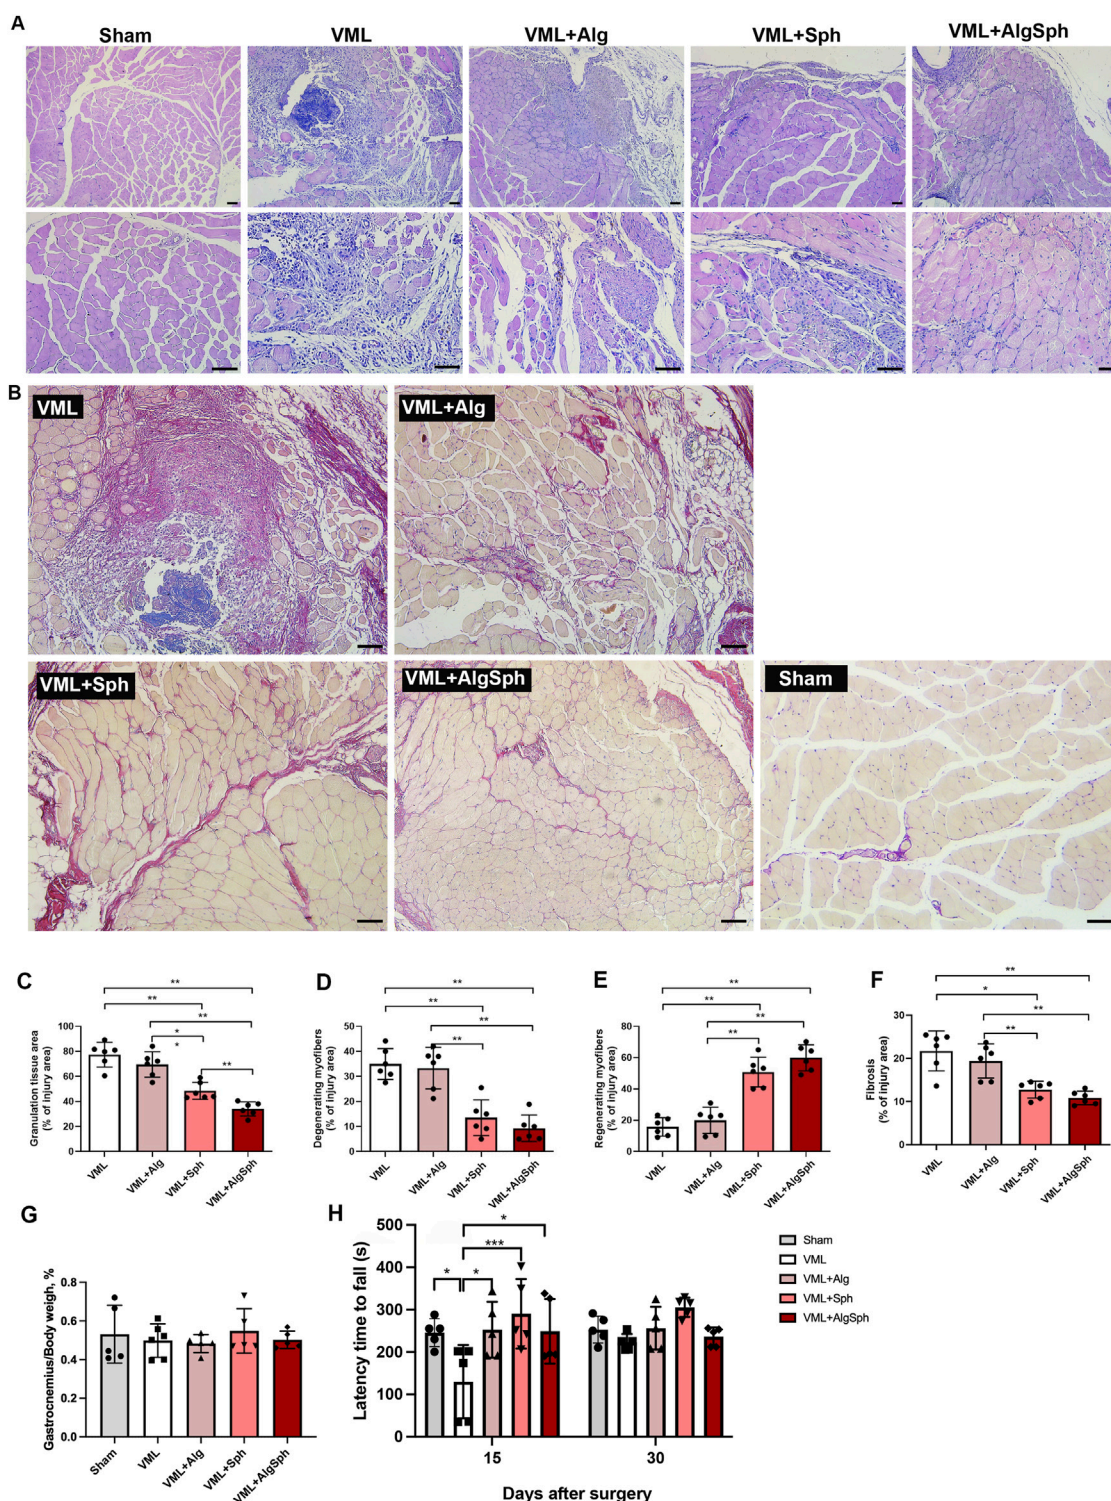 A
Sham VML VML+Alg VML+Sph VML+AlgSph
B
VML VML+Alg
VML+Sph VML+AlgSph Sham
C
** 
**
* **
* **
Granulation tissue area
(% of injury area)
100
80
60
40
20
0
VML VML+Alg VML+Sph VML+AlgSph
D
**
**
**
**
Degenerating myofibers
(% of injury area)
50
40
30
20
10
0
VML VML+Alg VML+Sph VML+AlgSph
E
**
**
**
**
Regenerating myofibers
(% of injury area)
80
60
40
20
0
VML VML+Alg VML+Sph VML+AlgSph
F
**
*
**
**
Fibrosis
(% of injury area)
30
20
10
0
VML VML+Alg VML+Sph VML+AlgSph
G
Gastrocnemius/Body weigh, %
0.8
0.6
0.4
0.2
0.0
Sham VML VML+Alg VML+Sph VML+AlgSph
H
*
***
* *
Latency time to fall (s)
500
400
300
200
100
0
15 30
Days after surgery
Sham
VML
VML+Alg
VML+Sph
VML+AlgSph